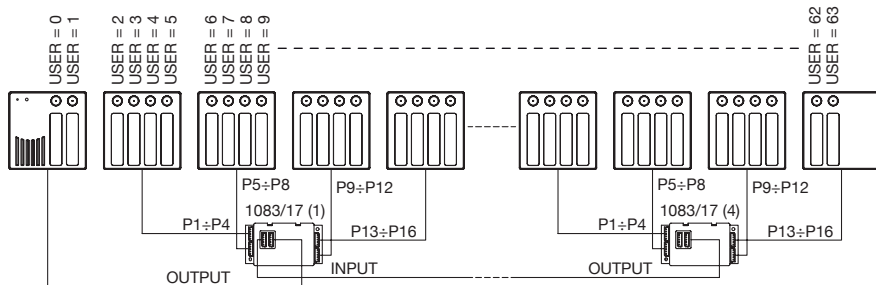 USER = 0
USER = 1
USER = 2
USER = 3
USER = 4
USER = 5
USER = 6
USER = 7
USER = 8
USER = 9
USER = 62
USER = 63
P5÷P8
P9÷P12
P5÷P8
P9÷P12
1083/17 (1)
1083/17 (4)
P1÷P4
P13÷P16
P1÷P4
P13÷P16
OUTPUT
INPUT
OUTPUT